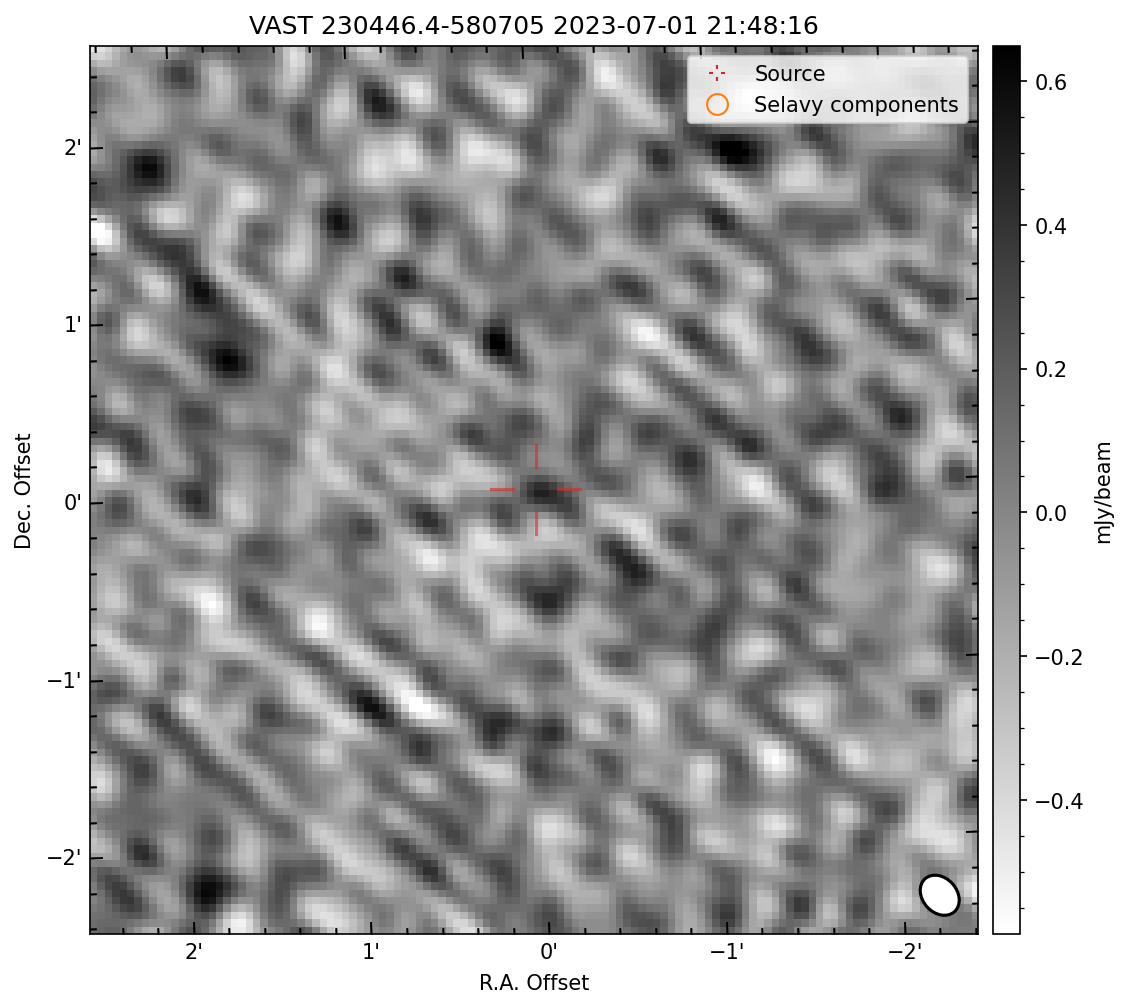 VAST 230446.4-580705 2023-07-01 21:48:16
Source
Selavy components
2'
1'
0'
−1'
−2'
Dec. Offset
2'
1'
0'
−1'
−2'
R.A. Offset
0.6
0.4
0.2
0.0
−0.2
−0.4
mJy/beam